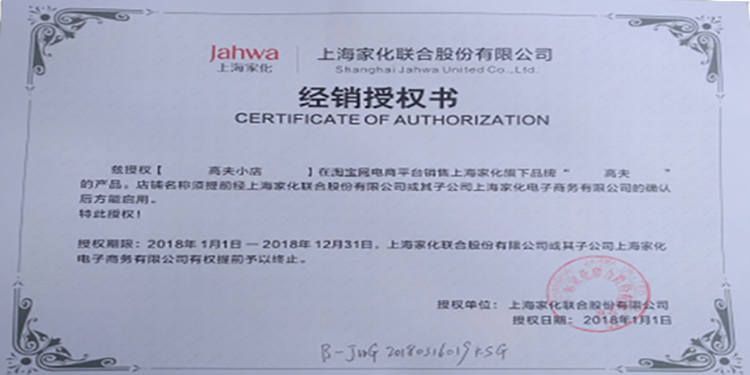 Jahwa
上海家化
上海家化联合股份有限公司
Shanghai Jahwa United Co.,Ltd.
经销授权书
CERTIFICATE OF AUTHORIZATION
兹授权【 高夫小店 】在淘宝网电商平台销售上海家化旗下品牌“ 高夫 ”
的产品。店铺名称须提前经上海家化联合股份有限公司或其子公司上海家化电子商务有限公司的确认
后方能启用。
特此授权！
授权期限：2018年1月1日—2018年12月31日。上海家化联合股份有限公司或其子公司上海家化
电子商务有限公司有权提前予以终止。
授权单位：上海家化联合股份有限公司
授权日期：2018年1月1日